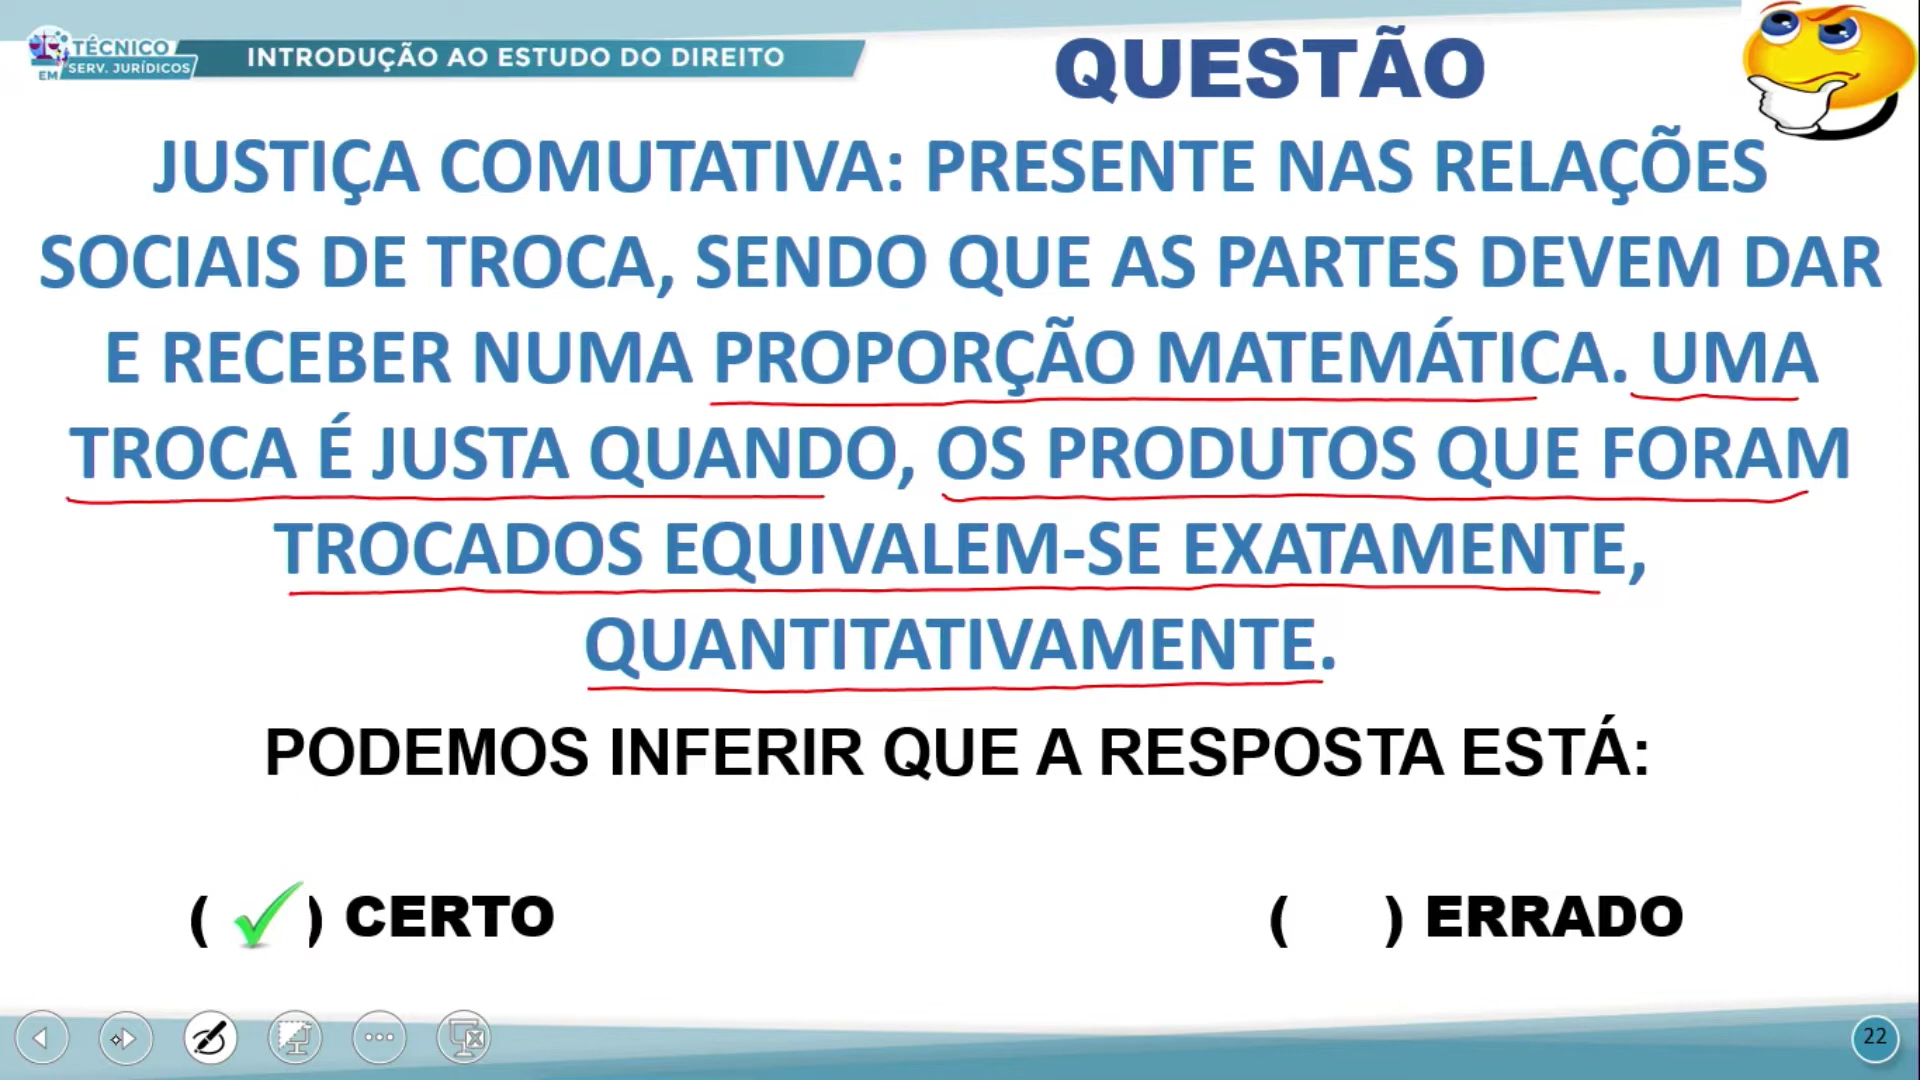 TÉCNICO
EM SERV. JURÍDICOS
INTRODUÇÃO AO ESTUDO DO DIREITO
QUESTÃO
JUSTIÇA COMUTATIVA: PRESENTE NAS RELAÇÕES
SOCIAIS DE TROCA, SENDO QUE AS PARTES DEVEM DAR
E RECEBER NUMA PROPORÇÃO MATEMÁTICA. UMA
TROCA É JUSTA QUANDO, OS PRODUTOS QUE FORAM
TROCADOS EQUIVALEM-SE EXATAMENTE,
QUANTITATIVAMENTE.
PODEMOS INFERIR QUE A RESPOSTA ESTÁ:
( ✓ ) CERTO
( ) ERRADO
22